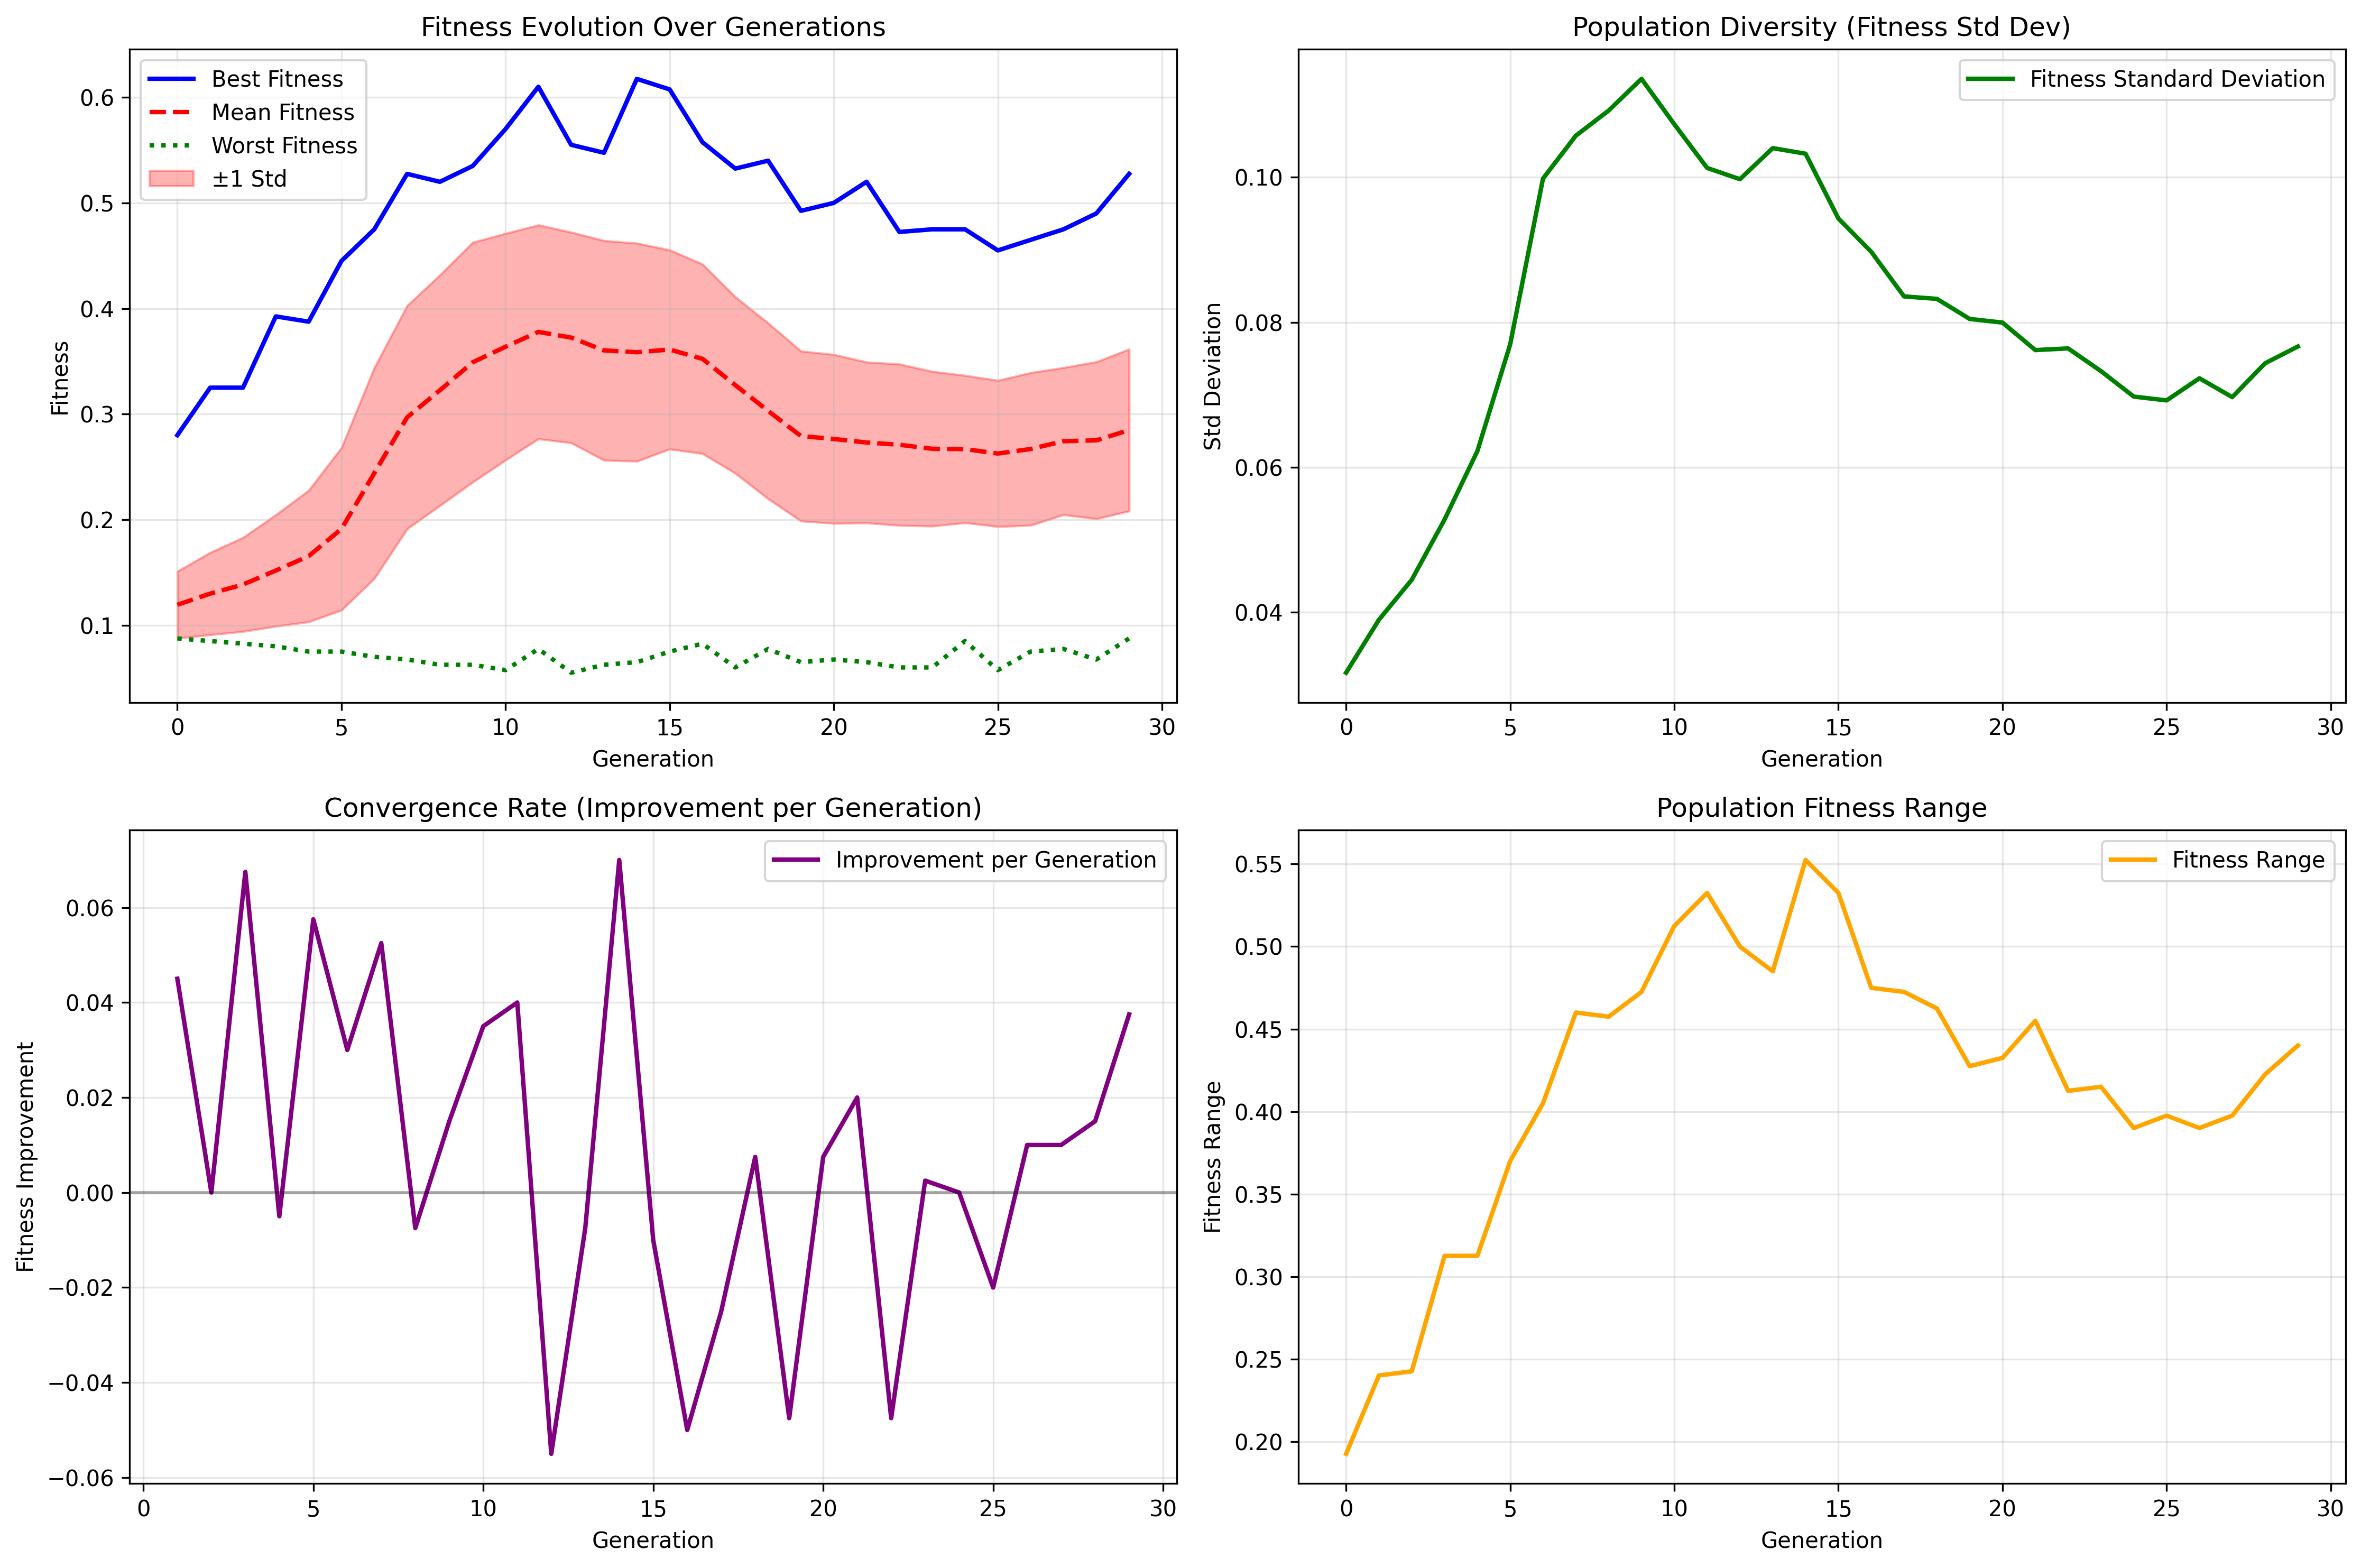 Fitness Evolution Over Generations
Best Fitness
Mean Fitness
Worst Fitness
±1 Std
Fitness
0.6
0.5
0.4
0.3
0.2
0.1
0 5 10 15 20 25 30
Generation
Population Diversity (Fitness Std Dev)
Fitness Standard Deviation
Std Deviation
0.10
0.08
0.06
0.04
0 5 10 15 20 25 30
Generation
Convergence Rate (Improvement per Generation)
Improvement per Generation
Fitness Improvement
0.06
0.04
0.02
0.00
−0.02
−0.04
−0.06
0 5 10 15 20 25 30
Generation
Population Fitness Range
Fitness Range
Fitness Range
0.55
0.50
0.45
0.40
0.35
0.30
0.25
0.20
0 5 10 15 20 25 30
Generation